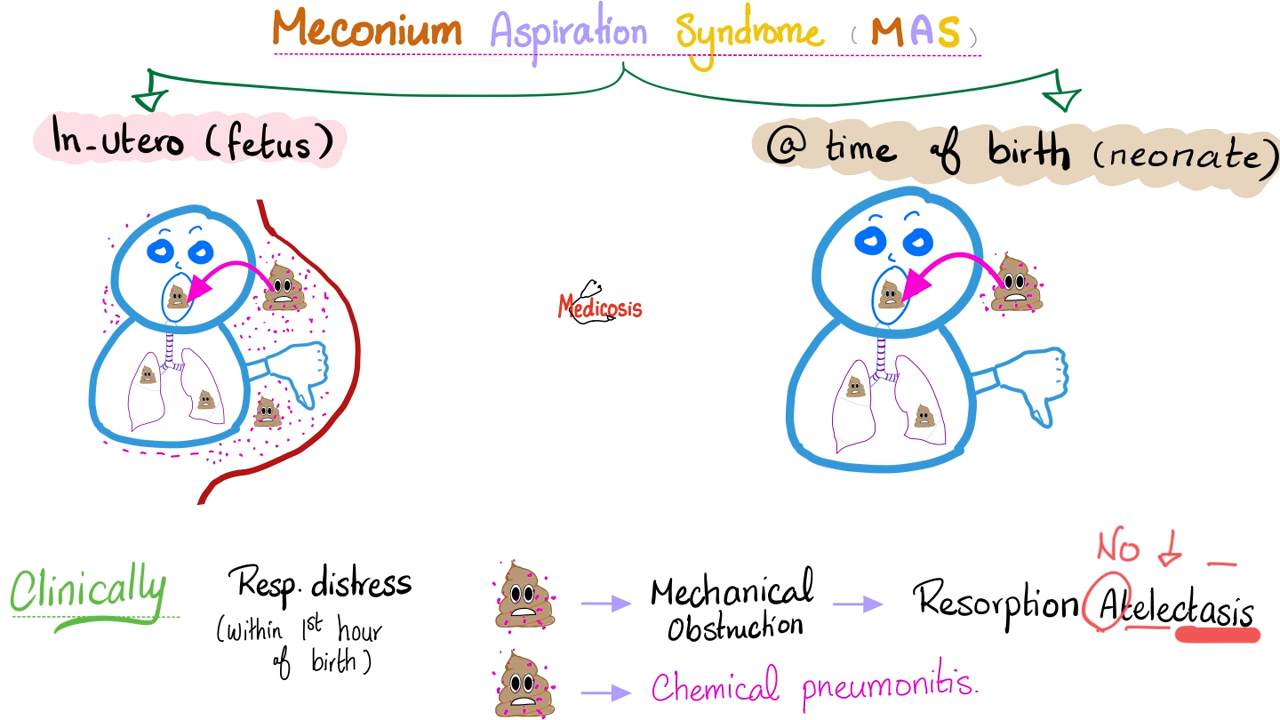 Meconium Aspiration Syndrome (MAS)
In-utero (fetus)
@ time of birth (neonate)
Medicosis
Clinically
Resp. distress
(within 1st hour
of birth)
Mechanical
Obstruction
No ↓ _
Resorption Atelectasis
Chemical pneumonitis.